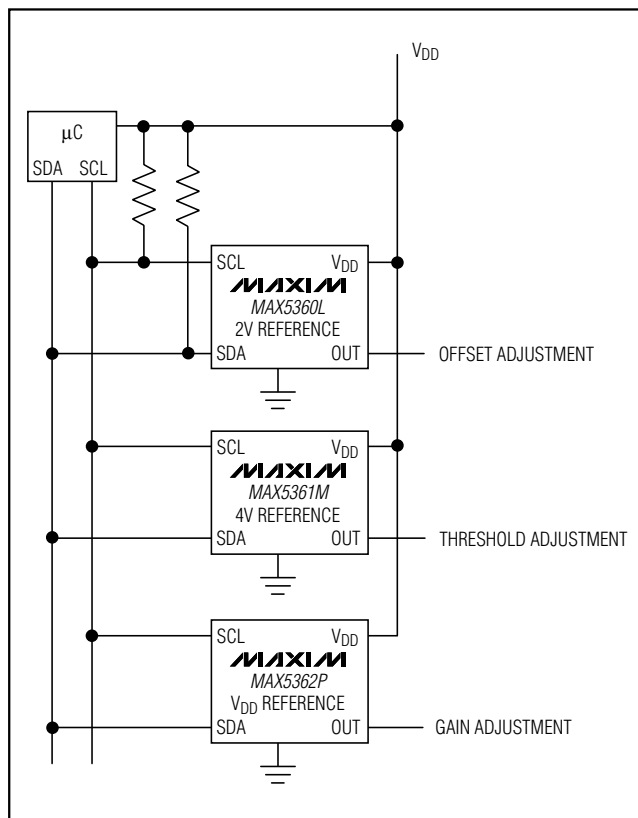 V_DD
μC
SDA SCL
SCL V_DD
MAXIM
MAX5360L
2V REFERENCE
SDA OUT
OFFSET ADJUSTMENT
SCL V_DD
MAXIM
MAX5361M
4V REFERENCE
SDA OUT
THRESHOLD ADJUSTMENT
SCL V_DD
MAXIM
MAX5362P
V_DD REFERENCE
SDA OUT
GAIN ADJUSTMENT